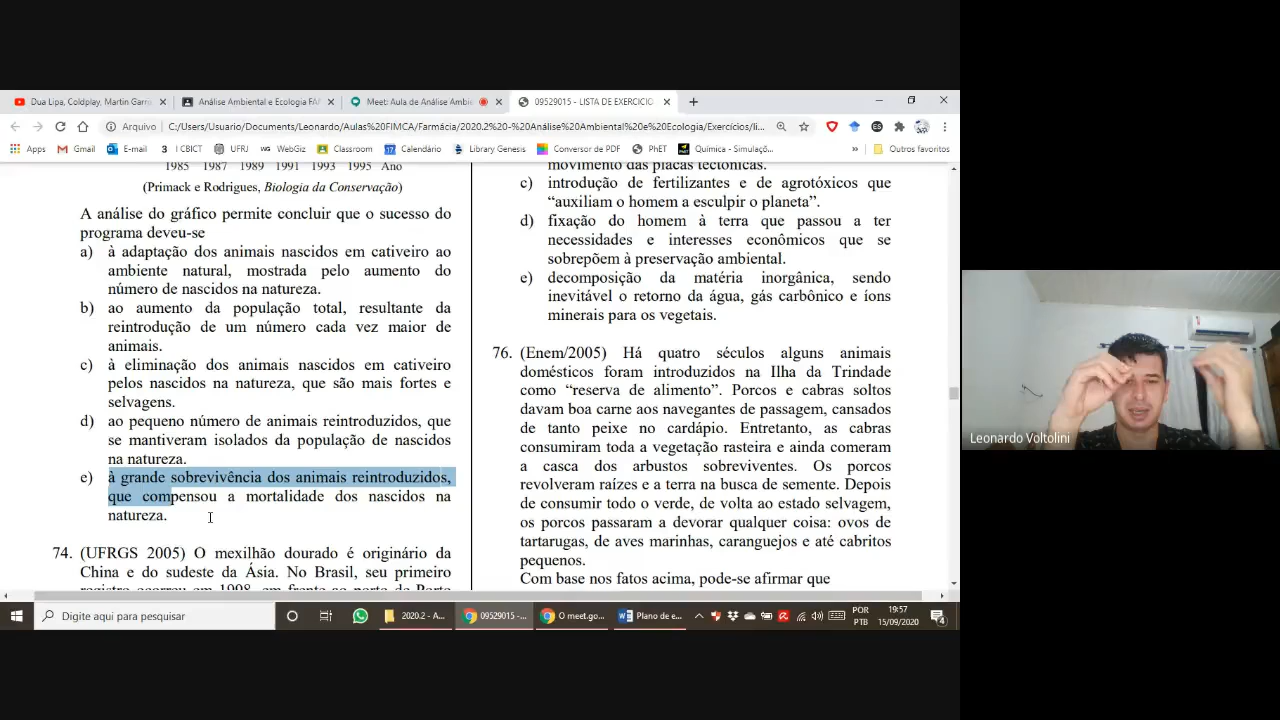 Dua Lipa, Coldplay, Martin Garri
Análise Ambiental e Ecologia FA
Meet: Aula de Análise Ambie
09529015 - LISTA DE EXERCICIO
Arquivo
C:/Users/Usuario/Documents/Leonardo/Aulas%20FIMCA/Farmácia/2020.2%20-%20Análise%20Ambiental%20e%20Ecologia/Exercícios/li...
Apps
Gmail
E-mail
3 I CBICT
UFRJ
WebGiz
Classroom
Calendário
Library Genesis
Conversor de PDF
PhET
Química - Simulaçõ...
»
Outros favoritos
1985 1987 1989 1991 1993 1995 Ano
(Primack e Rodrigues, Biologia da Conservação)
A análise do gráfico permite concluir que o sucesso do
programa deveu-se
a) à adaptação dos animais nascidos em cativeiro ao
ambiente natural, mostrada pelo aumento do
número de nascidos na natureza.
b) ao aumento da população total, resultante da
reintrodução de um número cada vez maior de
animais.
c) à eliminação dos animais nascidos em cativeiro
pelos nascidos na natureza, que são mais fortes e
selvagens.
d) ao pequeno número de animais reintroduzidos, que
se mantiveram isolados da população de nascidos
na natureza.
e) à grande sobrevivência dos animais reintroduzidos,
que compensou a mortalidade dos nascidos na
natureza.
74. (UFRGS 2005) O mexilhão dourado é originário da
China e do sudeste da Ásia. No Brasil, seu primeiro
registro ocorreu em 1998, em frente ao porto de Porto
movimento das placas tectônicas.
c) introdução de fertilizantes e de agrotóxicos que
“auxiliam o homem a esculpir o planeta”.
d) fixação do homem à terra que passou a ter
necessidades e interesses econômicos que se
sobrepõem à preservação ambiental.
e) decomposição da matéria inorgânica, sendo
inevitável o retorno da água, gás carbônico e íons
minerais para os vegetais.
76. (Enem/2005) Há quatro séculos alguns animais
domésticos foram introduzidos na Ilha da Trindade
como “reserva de alimento”. Porcos e cabras soltos
davam boa carne aos navegantes de passagem, cansados
de tanto peixe no cardápio. Entretanto, as cabras
consumiram toda a vegetação rasteira e ainda comeram
a casca dos arbustos sobreviventes. Os porcos
revolveram raízes e a terra na busca de semente. Depois
de consumir todo o verde, de volta ao estado selvagem,
os porcos passaram a devorar qualquer coisa: ovos de
tartarugas, de aves marinhas, caranguejos e até cabritos
pequenos.
Com base nos fatos acima, pode-se afirmar que
Leonardo Voltolini
Digite aqui para pesquisar
2020.2 - A...
09529015 -...
O meet.go...
Plano de e...
POR
PTB
19:57
15/09/2020
4